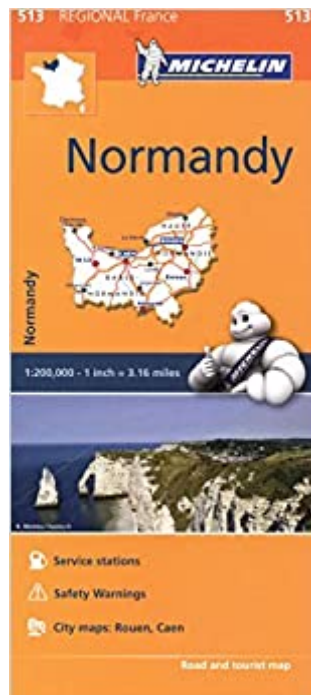 513 REGIONAL France 513
MICHELIN
Normandy
Normandy
1:200,000 - 1 inch = 3.16 miles
MICHELIN
Service stations
Safety Warnings
City maps: Rouen, Caen
Road and tourist map